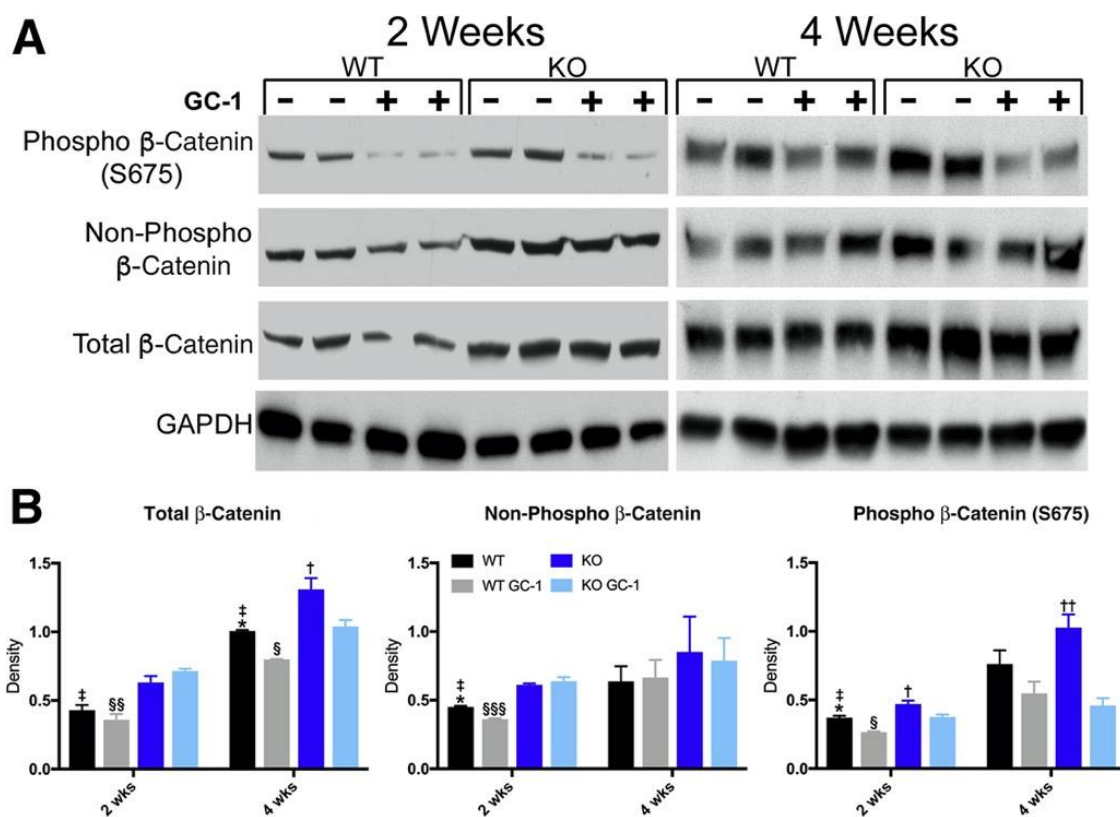 A
2 Weeks 4 Weeks
WT KO WT KO
GC-1 - - + + - - + + - - + + - - + +
Phospho β-Catenin
(S675)
Non-Phospho
β-Catenin
Total β-Catenin
GAPDH
B
Total β-Catenin Non-Phospho β-Catenin Phospho β-Catenin (S675)
1.5
1.0
0.5
0.0
Density
‡
*
§§
‡
*
§
†
2 wks 4 wks
1.5
1.0
0.5
0.0
Density
WT KO
WT GC-1 KO GC-1
‡
*
§§§
2 wks 4 wks
1.5
1.0
0.5
0.0
Density
‡
*
§
†
††
2 wks 4 wks